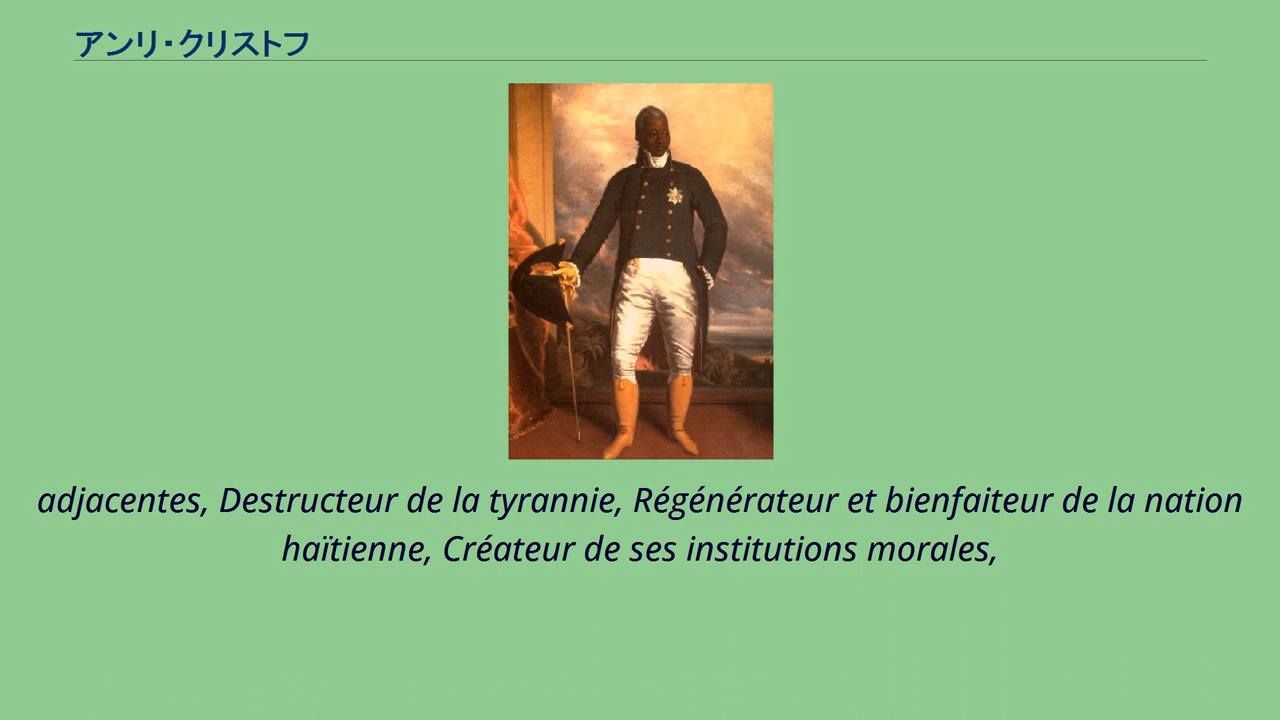 アンリ・クリストフ
adjacentes, Destructeur de la tyrannie, Régénérateur et bienfaiteur de la nation
haïtienne, Créateur de ses institutions morales,